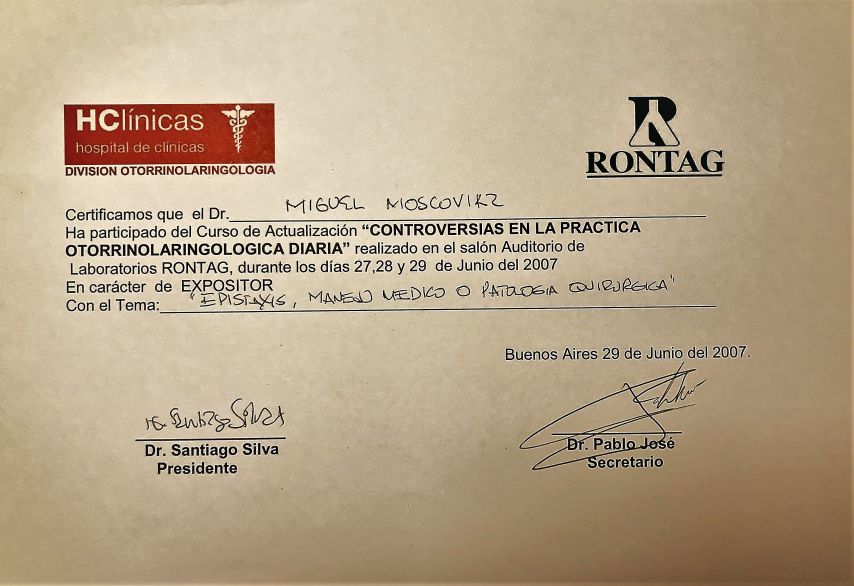 HClínicas
hospital de clínicas
DIVISION OTORRINOLARINGOLOGIA
RONTAG
Certificamos que el Dr. MIGUEL MOSCOVIKZ
Ha participado del Curso de Actualización “CONTROVERSIAS EN LA PRACTICA
OTORRINOLARINGOLOGICA DIARIA” realizado en el salón Auditorio de
Laboratorios RONTAG, durante los días 27,28 y 29 de Junio del 2007
En carácter de EXPOSITOR
Con el Tema: "EPISTAXIS, MANEJO MEDICO O PATOLOGIA QUIRURGICA"
Buenos Aires 29 de Junio del 2007.
Dr. Santiago Silva
Presidente
Dr. Pablo José
Secretario